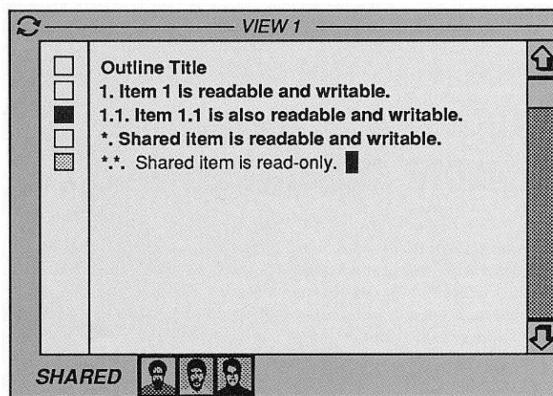 VIEW 1
Outline Title
1. Item 1 is readable and writable.
1.1. Item 1.1 is also readable and writable.
*. Shared item is readable and writable.
*.*. Shared item is read-only.
SHARED